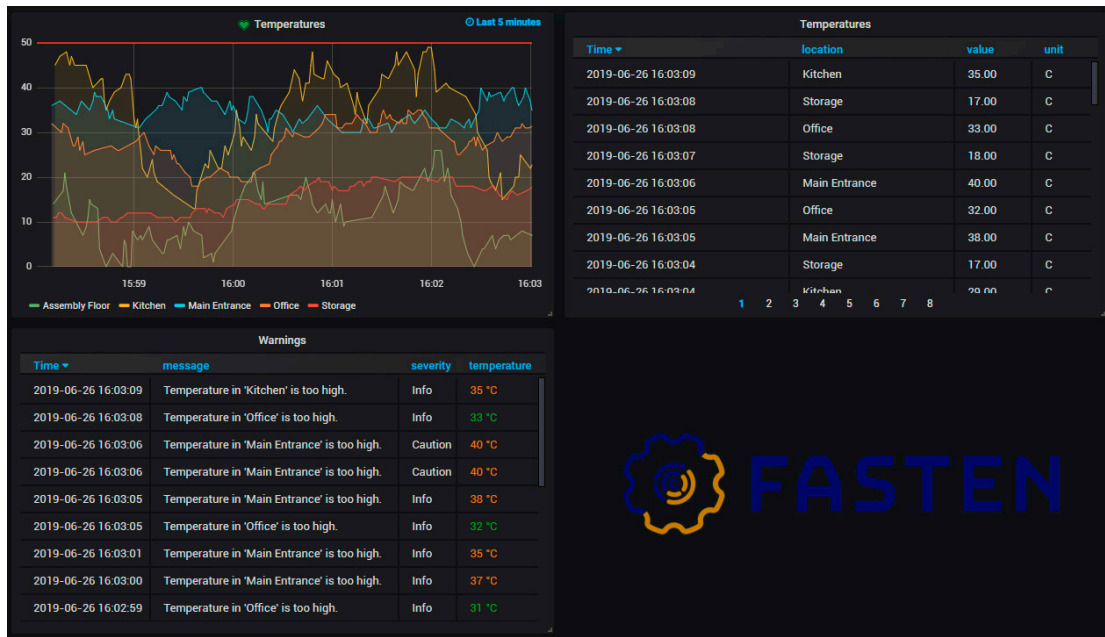 Temperatures
Last 5 minutes
50
40
30
20
10
0
15:59 16:00 16:01 16:02 16:03
Assembly Floor Kitchen Main Entrance Office Storage
Temperatures
Time location value unit
2019-06-26 16:03:09 Kitchen 35.00 C
2019-06-26 16:03:08 Storage 17.00 C
2019-06-26 16:03:08 Office 33.00 C
2019-06-26 16:03:07 Storage 18.00 C
2019-06-26 16:03:06 Main Entrance 40.00 C
2019-06-26 16:03:05 Office 32.00 C
2019-06-26 16:03:05 Main Entrance 38.00 C
2019-06-26 16:03:04 Storage 17.00 C
2019-06-26 16:03:04 Kitchen 29.00 C
1 2 3 4 5 6 7 8
Warnings
Time message severity temperature
2019-06-26 16:03:09 Temperature in 'Kitchen' is too high. Info 35 °C
2019-06-26 16:03:08 Temperature in 'Office' is too high. Info 33 °C
2019-06-26 16:03:06 Temperature in 'Main Entrance' is too high. Caution 40 °C
2019-06-26 16:03:06 Temperature in 'Main Entrance' is too high. Caution 40 °C
2019-06-26 16:03:05 Temperature in 'Main Entrance' is too high. Info 38 °C
2019-06-26 16:03:05 Temperature in 'Office' is too high. Info 32 °C
2019-06-26 16:03:01 Temperature in 'Main Entrance' is too high. Info 35 °C
2019-06-26 16:03:00 Temperature in 'Main Entrance' is too high. Info 37 °C
2019-06-26 16:02:59 Temperature in 'Office' is too high. Info 31 °C
FASTEN